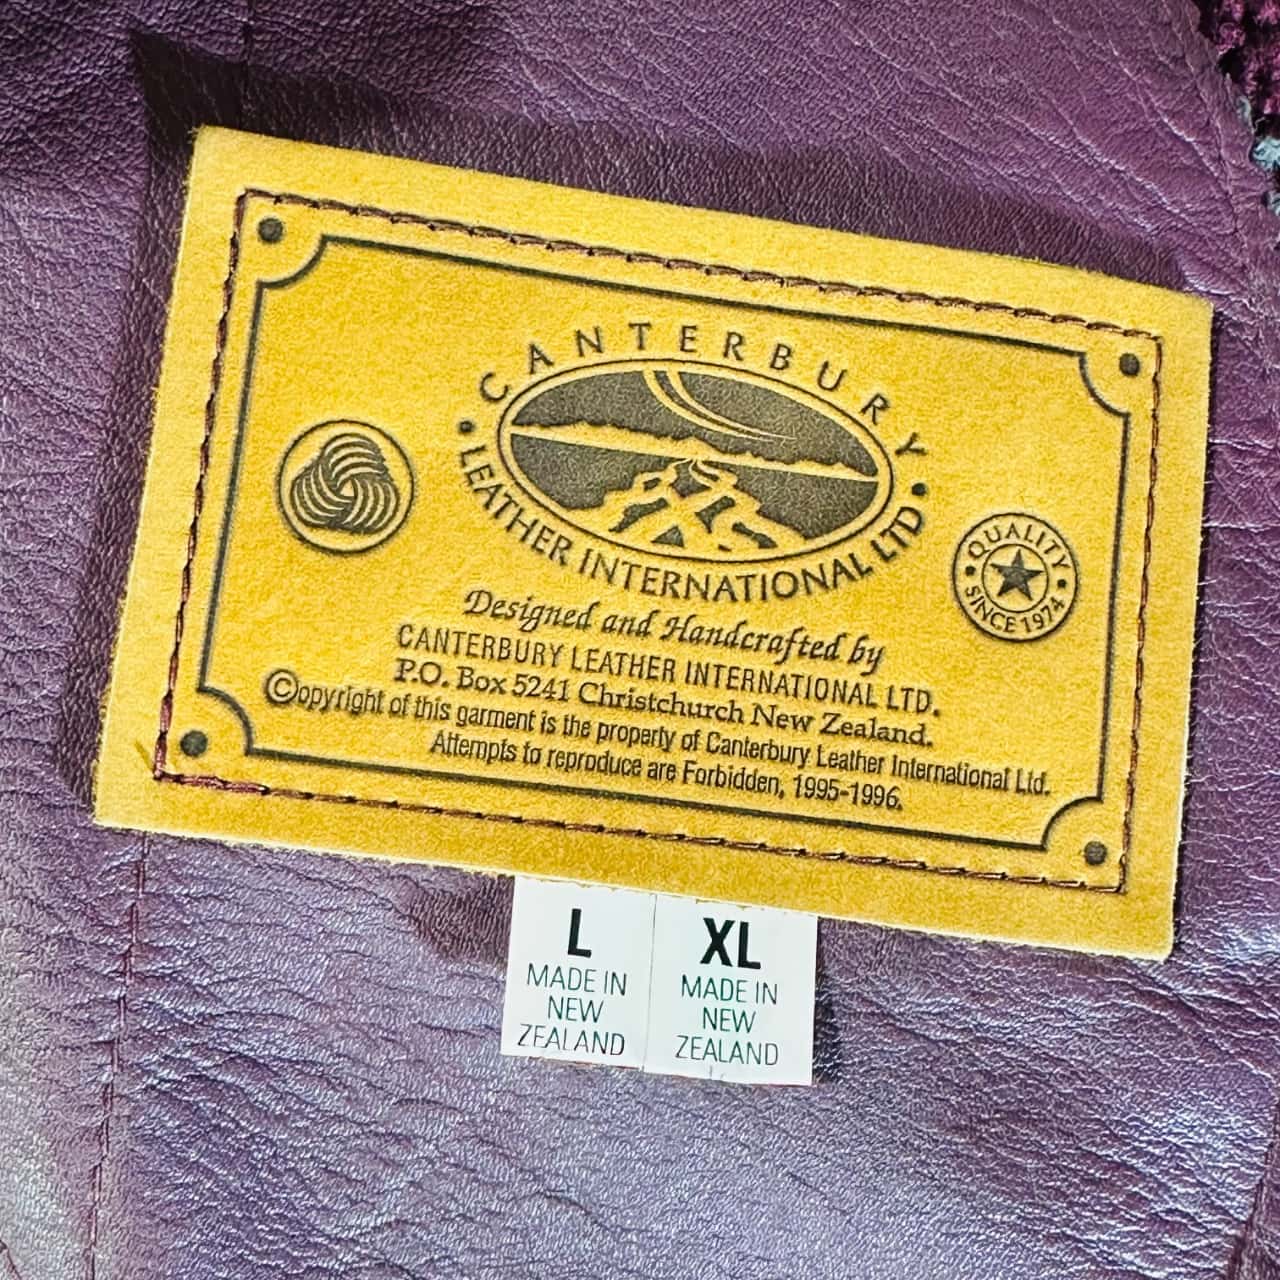 CANTERBURY
• LEATHER INTERNATIONAL LTD •
QUALITY
• SINCE 1974 •
Designed and Handcrafted by
CANTERBURY LEATHER INTERNATIONAL LTD.
P.O. Box 5241 Christchurch New Zealand.
©opyright of this garment is the property of Canterbury Leather International Ltd.
Attempts to reproduce are Forbidden, 1995-1996.
L
MADE IN
NEW
ZEALAND
XL
MADE IN
NEW
ZEALAND